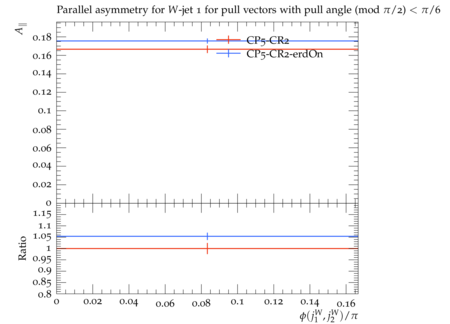 Parallel asymmetry for W-jet 1 for pull vectors with pull angle (mod π/2) < π/6
A∥
0.18
0.16
0.14
0.12
0.1
0.08
0.06
0.04
0.02
0
CP5-CR2
CP5-CR2-erdOn
Ratio
1.15
1.1
1.05
1
0.95
0.9
0.85
0.8
0 0.02 0.04 0.06 0.08 0.1 0.12 0.14 0.16
ϕ(j₁ᵂ, j₂ᵂ)/π